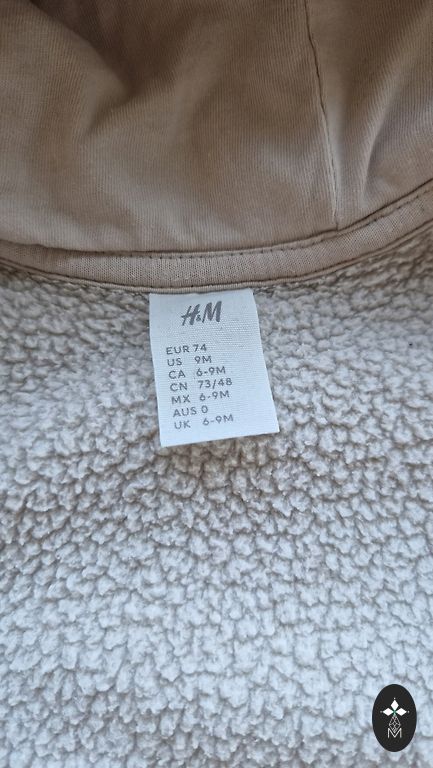 H&M
EUR 74
US 9M
CA 6-9M
CN 73/48
MX 6-9M
AUS 0
UK 6-9M
M